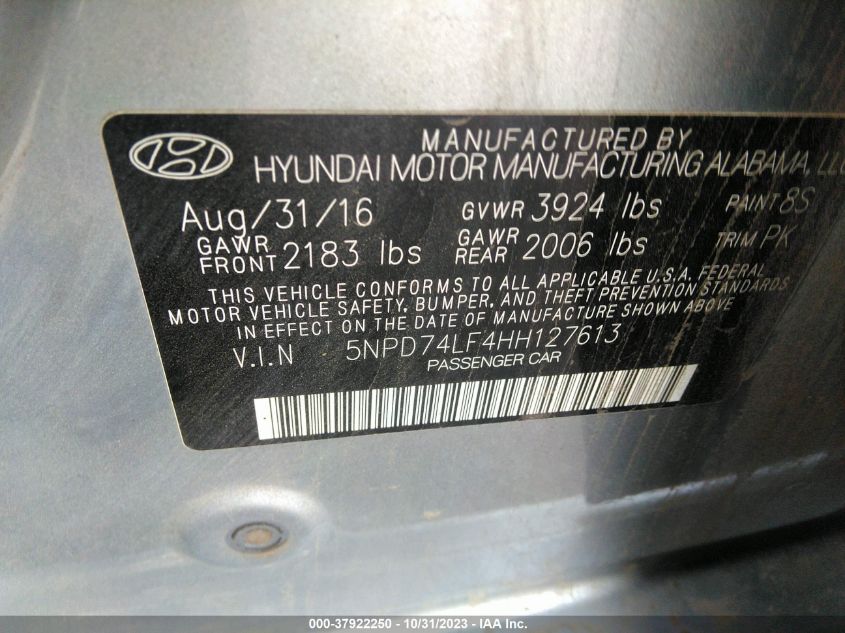 MANUFACTURED BY
HYUNDAI MOTOR MANUFACTURING ALABAMA, LLC
Aug/31/16 GVWR 3924 lbs PAINT 8S
GAWR FRONT 2183 lbs GAWR REAR 2006 lbs TRIM PK
THIS VEHICLE CONFORMS TO ALL APPLICABLE U.S.A. FEDERAL
MOTOR VEHICLE SAFETY, BUMPER, AND THEFT PREVENTION STANDARDS
IN EFFECT ON THE DATE OF MANUFACTURE SHOWN ABOVE
V.I.N 5NPD74LF4HH127613
PASSENGER CAR
000-37922250 - 10/31/2023 - IAA Inc.